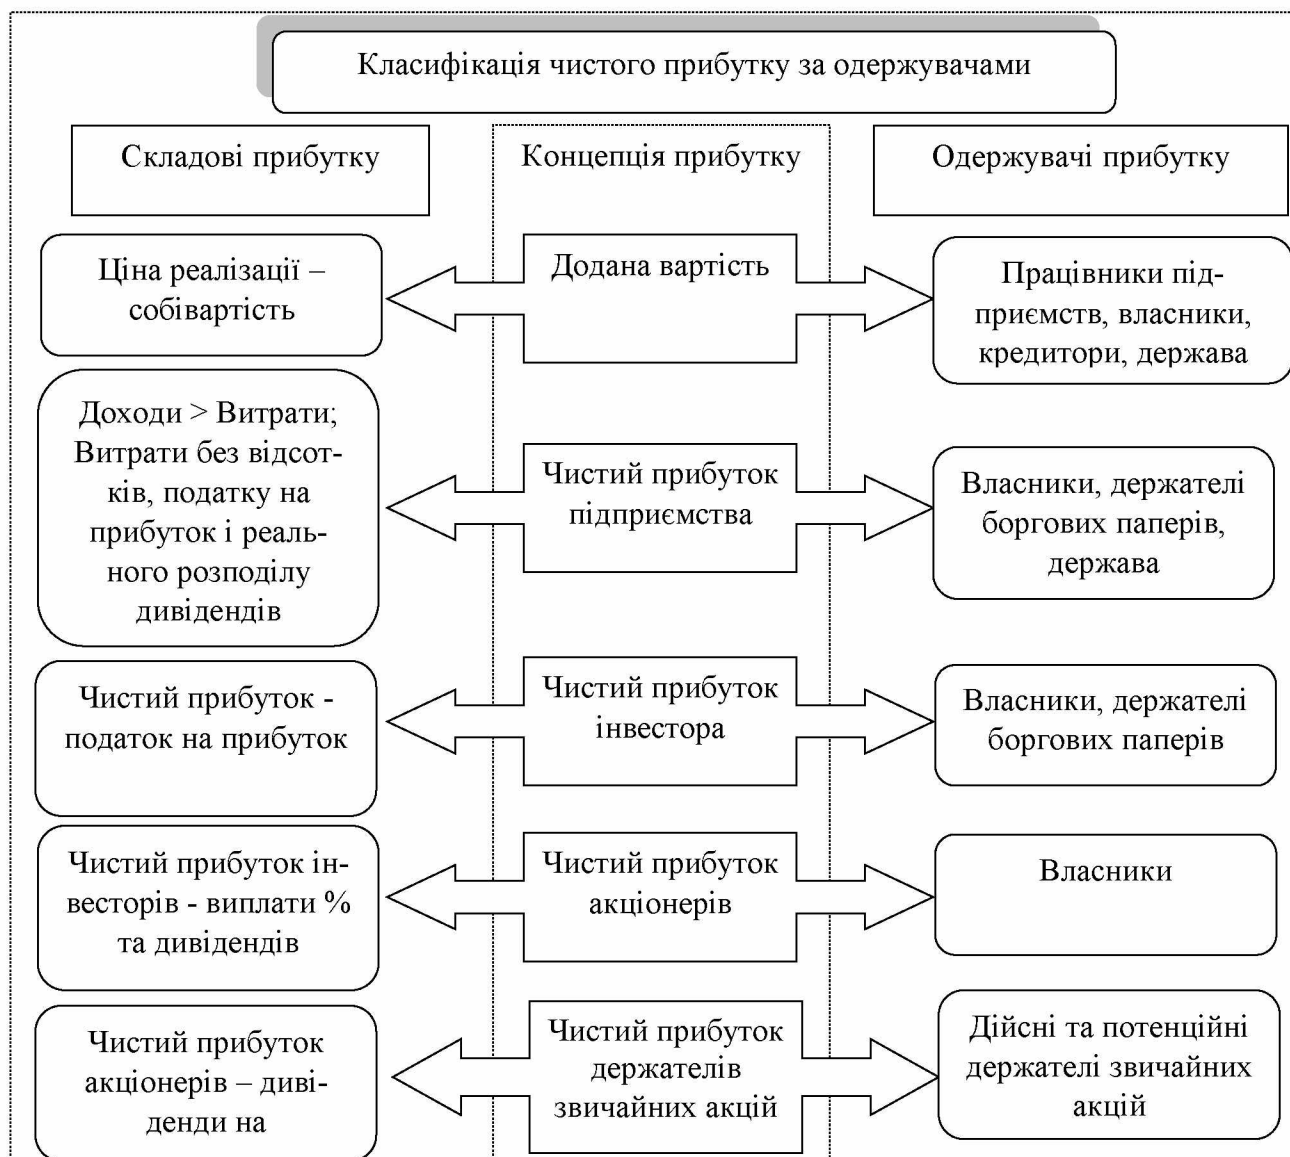 Класифікація чистого прибутку за одержувачами
Складові прибутку
Концепція прибутку
Одержувачі прибутку
Ціна реалізації –
собівартість
Додана вартість
Працівники під-
приємств, власники,
кредитори, держава
Доходи > Витрати;
Витрати без відсот-
ків, податку на
прибуток і реаль-
ного розподілу
дивідендів
Чистий прибуток
підприємства
Власники, держателі
боргових паперів,
держава
Чистий прибуток -
податок на прибуток
Чистий прибуток
інвестора
Власники, держателі
боргових паперів
Чистий прибуток ін-
весторів - виплати %
та дивідендів
Чистий прибуток
акціонерів
Власники
Чистий прибуток
акціонерів – диві-
денди на
Чистий прибуток
держателів
звичайних акцій
Дійсні та потенційні
держателі звичайних
акцій